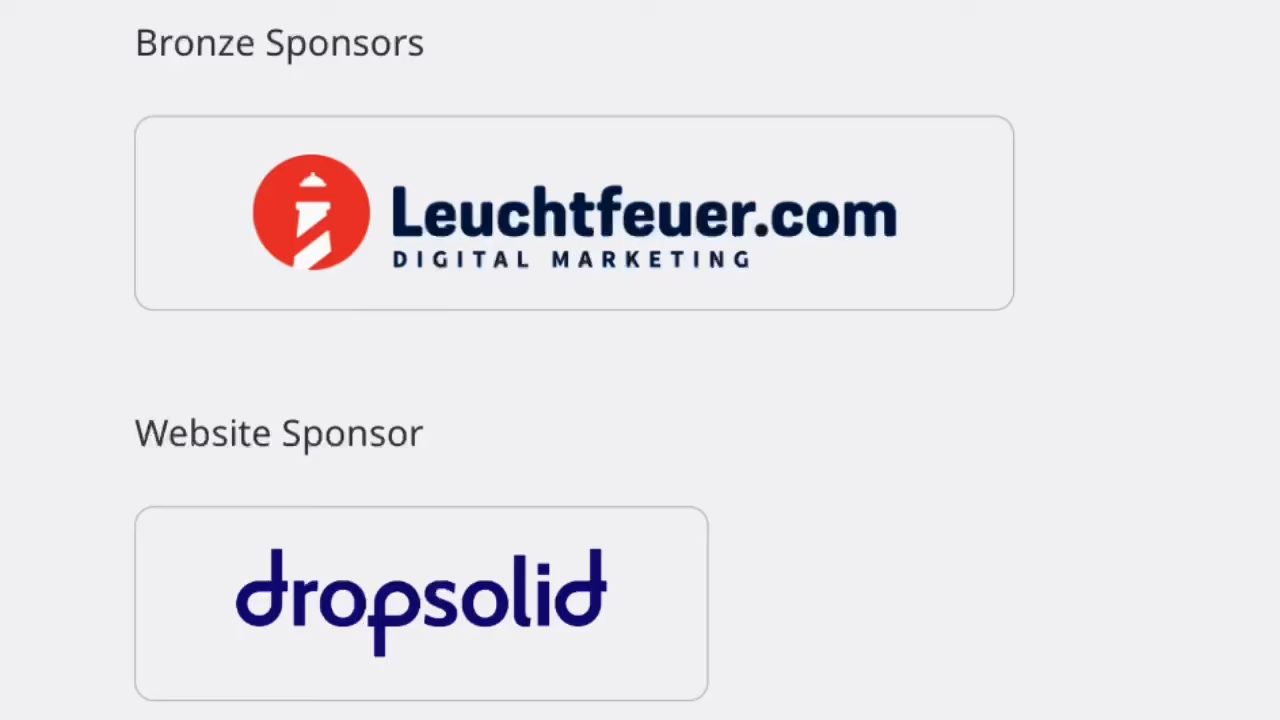 Bronze Sponsors
Leuchtfeuer.com
DIGITAL MARKETING
Website Sponsor
dropsolid